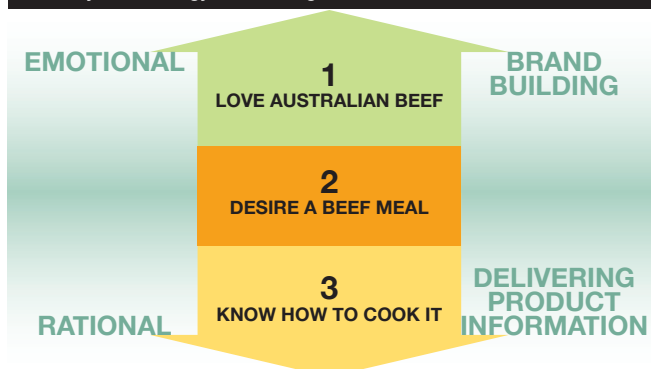 EMOTIONAL
1
LOVE AUSTRALIAN BEEF
BRAND
BUILDING
2
DESIRE A BEEF MEAL
3
KNOW HOW TO COOK IT
RATIONAL
DELIVERING
PRODUCT
INFORMATION